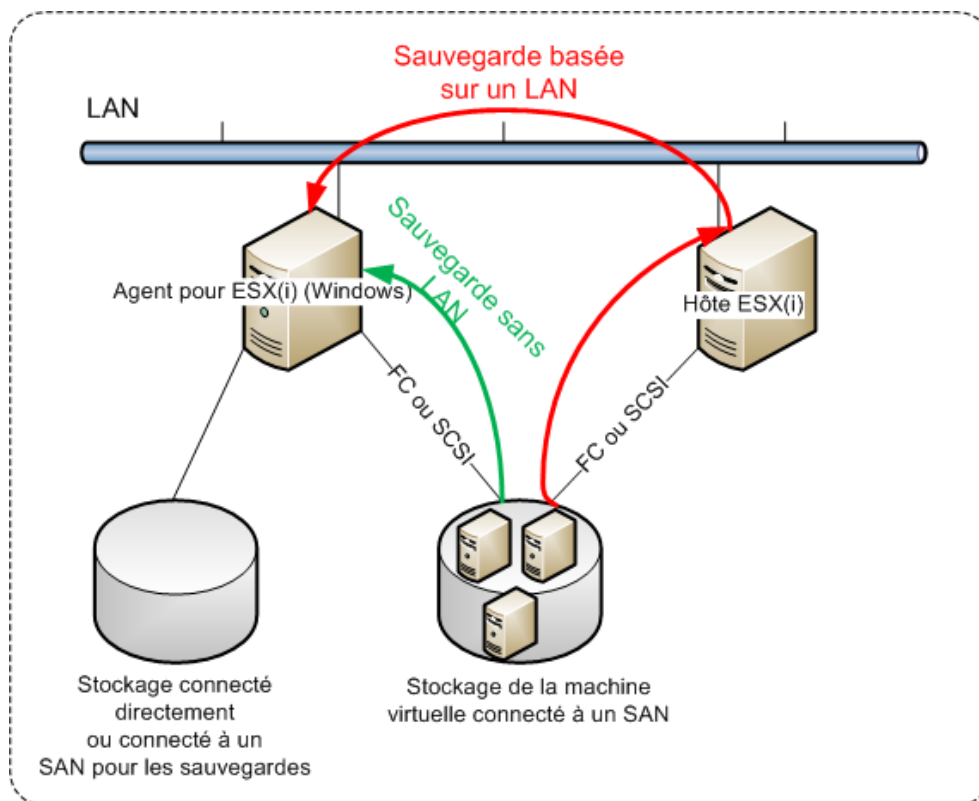 Sauvegarde basée
sur un LAN
LAN
Sauvegarde sans
LAN
Agent pour ESX(i) (Windows)
Hôte ESX(i)
FC ou SCSI
FC ou SCSI
Stockage connecté
directement
ou connecté à un
SAN pour les sauvegardes
Stockage de la machine
virtuelle connecté à un SAN